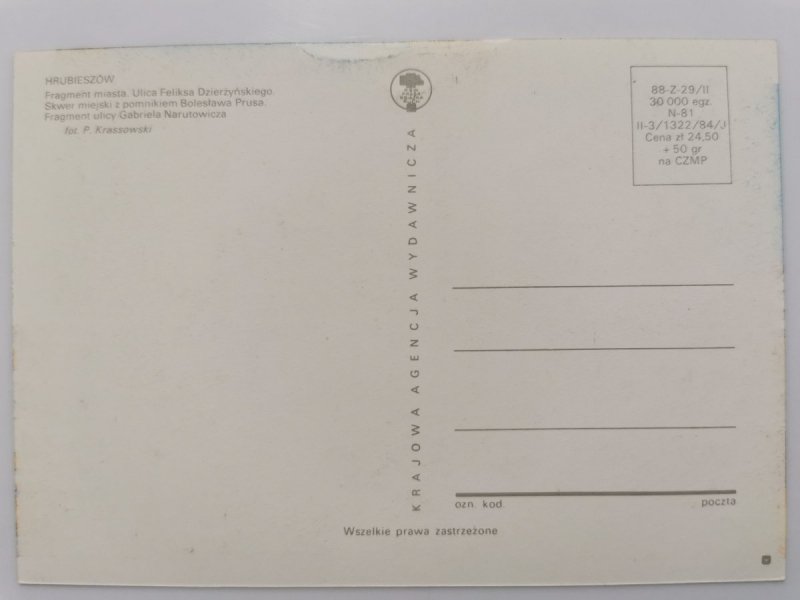 HRUBIESZÓW
Fragment miasta. Ulica Feliksa Dzierżyńskiego.
Skwer miejski z pomnikiem Bolesława Prusa.
Fragment ulicy Gabriela Narutowicza
fot. P. Krassowski
KRAJOWA AGENCJA WYDAWNICZA
88-Z-29/II
30 000 egz.
N-81
II-3/1322/84/J
Cena zł 24,50
+ 50 gr
na CZMP
ozn. kod.
poczta
Wszelkie prawa zastrzeżone